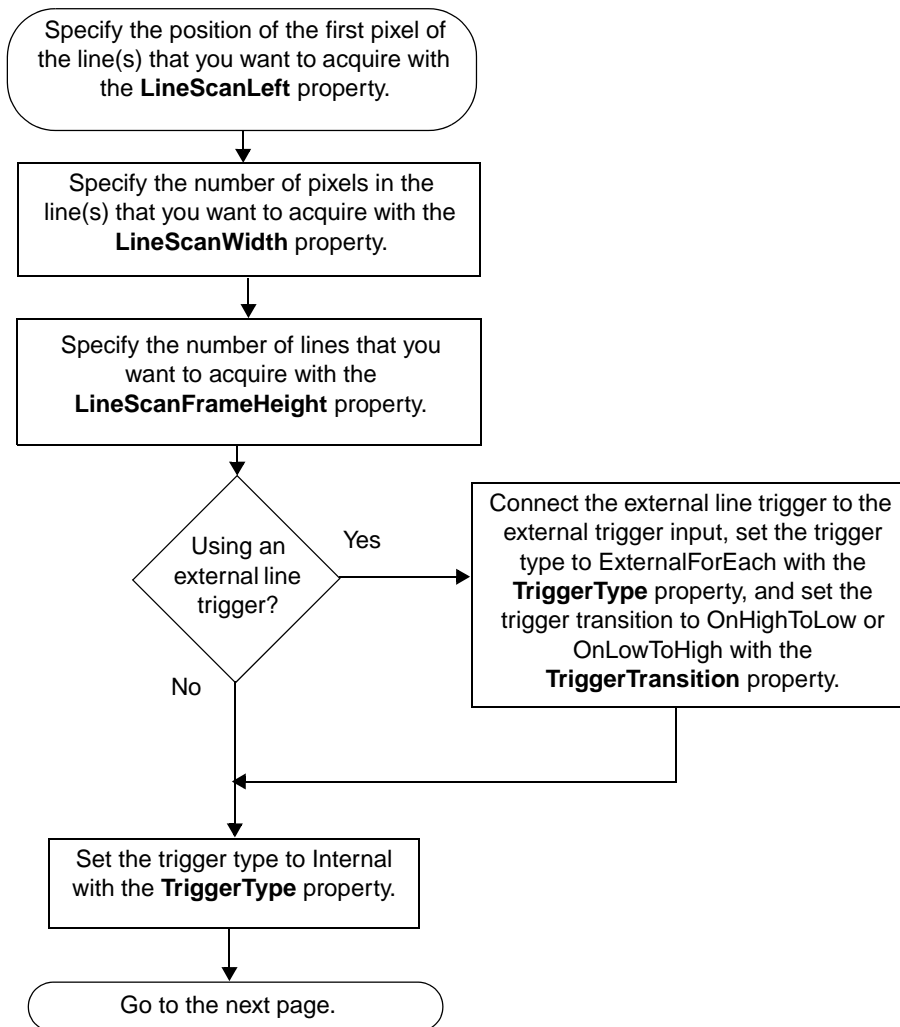 Specify the position of the first pixel of
the line(s) that you want to acquire with
the LineScanLeft property.
Specify the number of pixels in the
line(s) that you want to acquire with the
LineScanWidth property.
Specify the number of lines that you
want to acquire with the
LineScanFrameHeight property.
Using an
external line
trigger?
Yes
Connect the external line trigger to the
external trigger input, set the trigger
type to ExternalForEach with the
TriggerType property, and set the
trigger transition to OnHighToLow or
OnLowToHigh with the
TriggerTransition property.
No
Set the trigger type to Internal
with the TriggerType property.
Go to the next page.